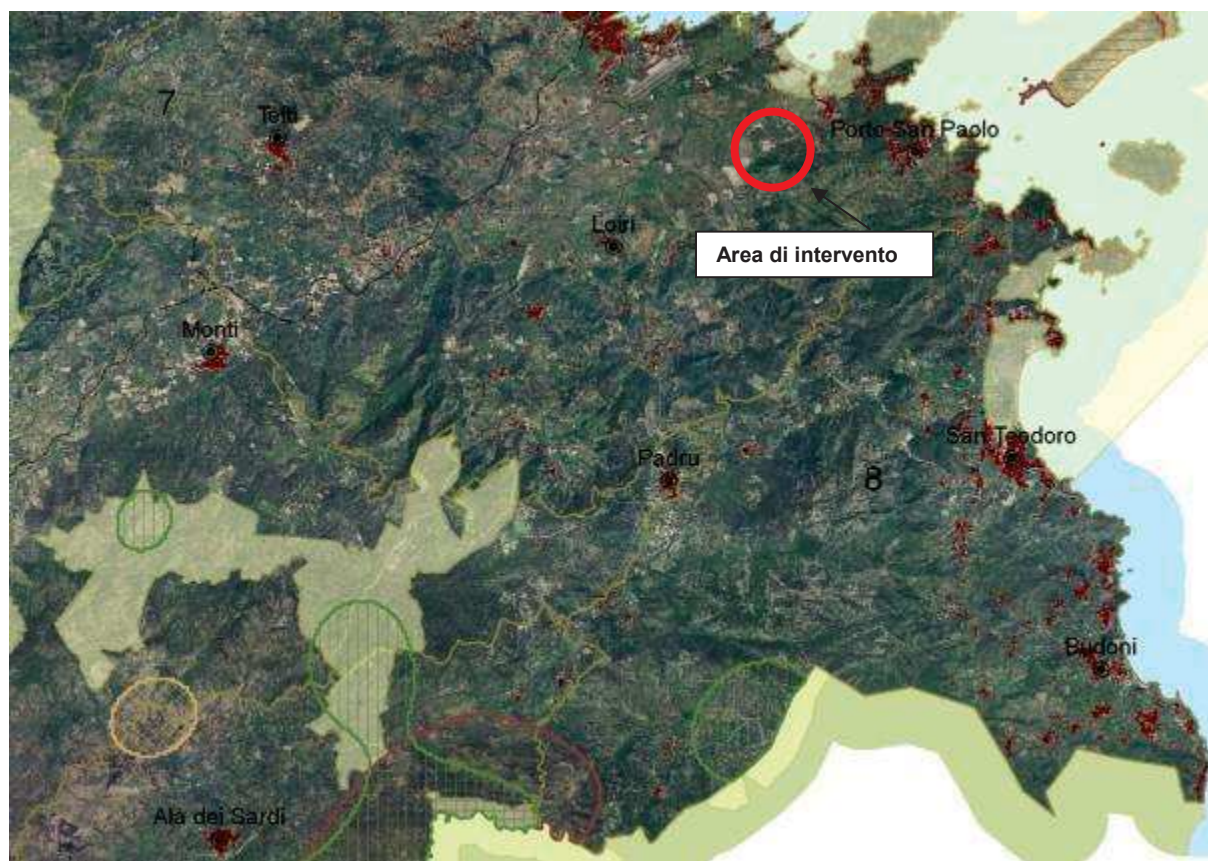 7
Telti
Porto San Paolo
Loiri
Area di intervento
Monti
San Teodoro
Padru
8
Budoni
Alà dei Sardi